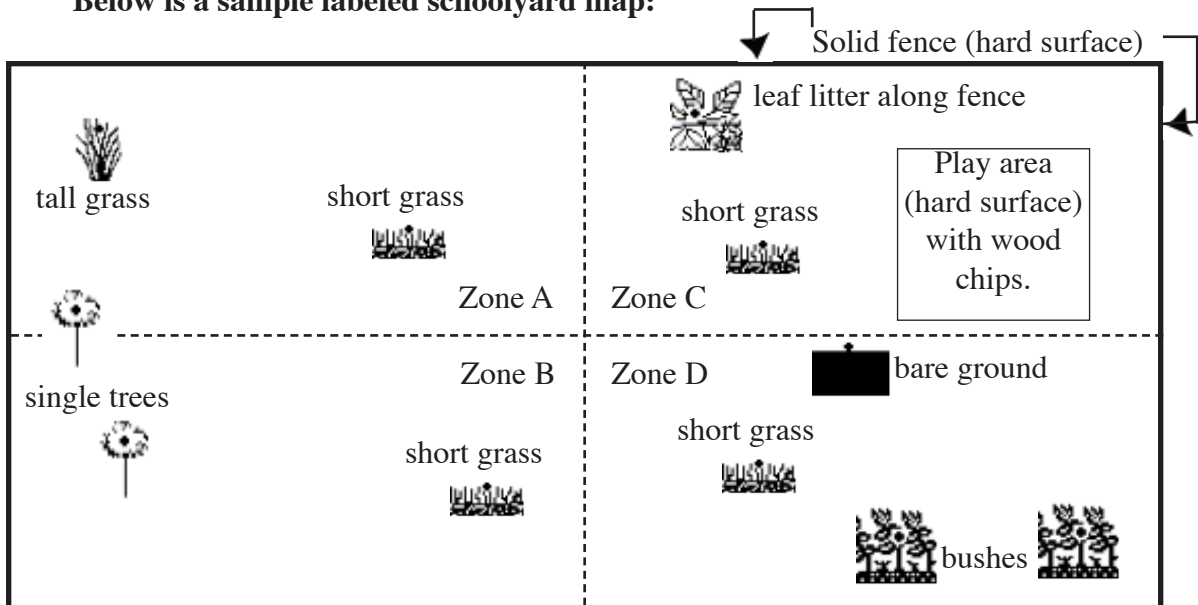 Below is a sample labeled schoolyard map:
Solid fence (hard surface)
leaf litter along fence
tall grass
short grass
short grass
Play area
(hard surface)
with wood
chips.
Zone A
Zone C
Zone B
Zone D
bare ground
single trees
short grass
short grass
bushes